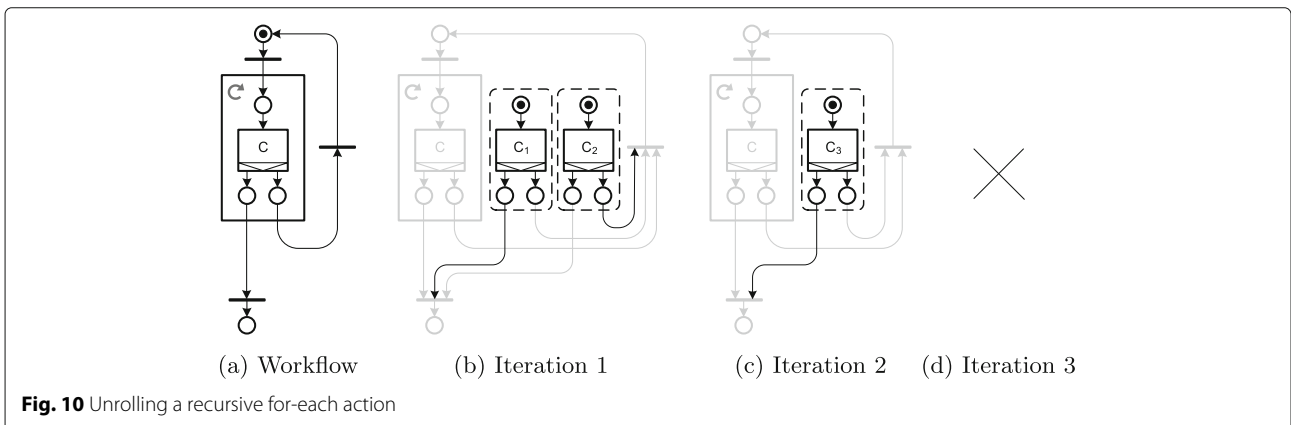 C
C
C1
C2
C
C3
(a) Workflow
(b) Iteration 1
(c) Iteration 2
(d) Iteration 3
Fig. 10 Unrolling a recursive for-each action